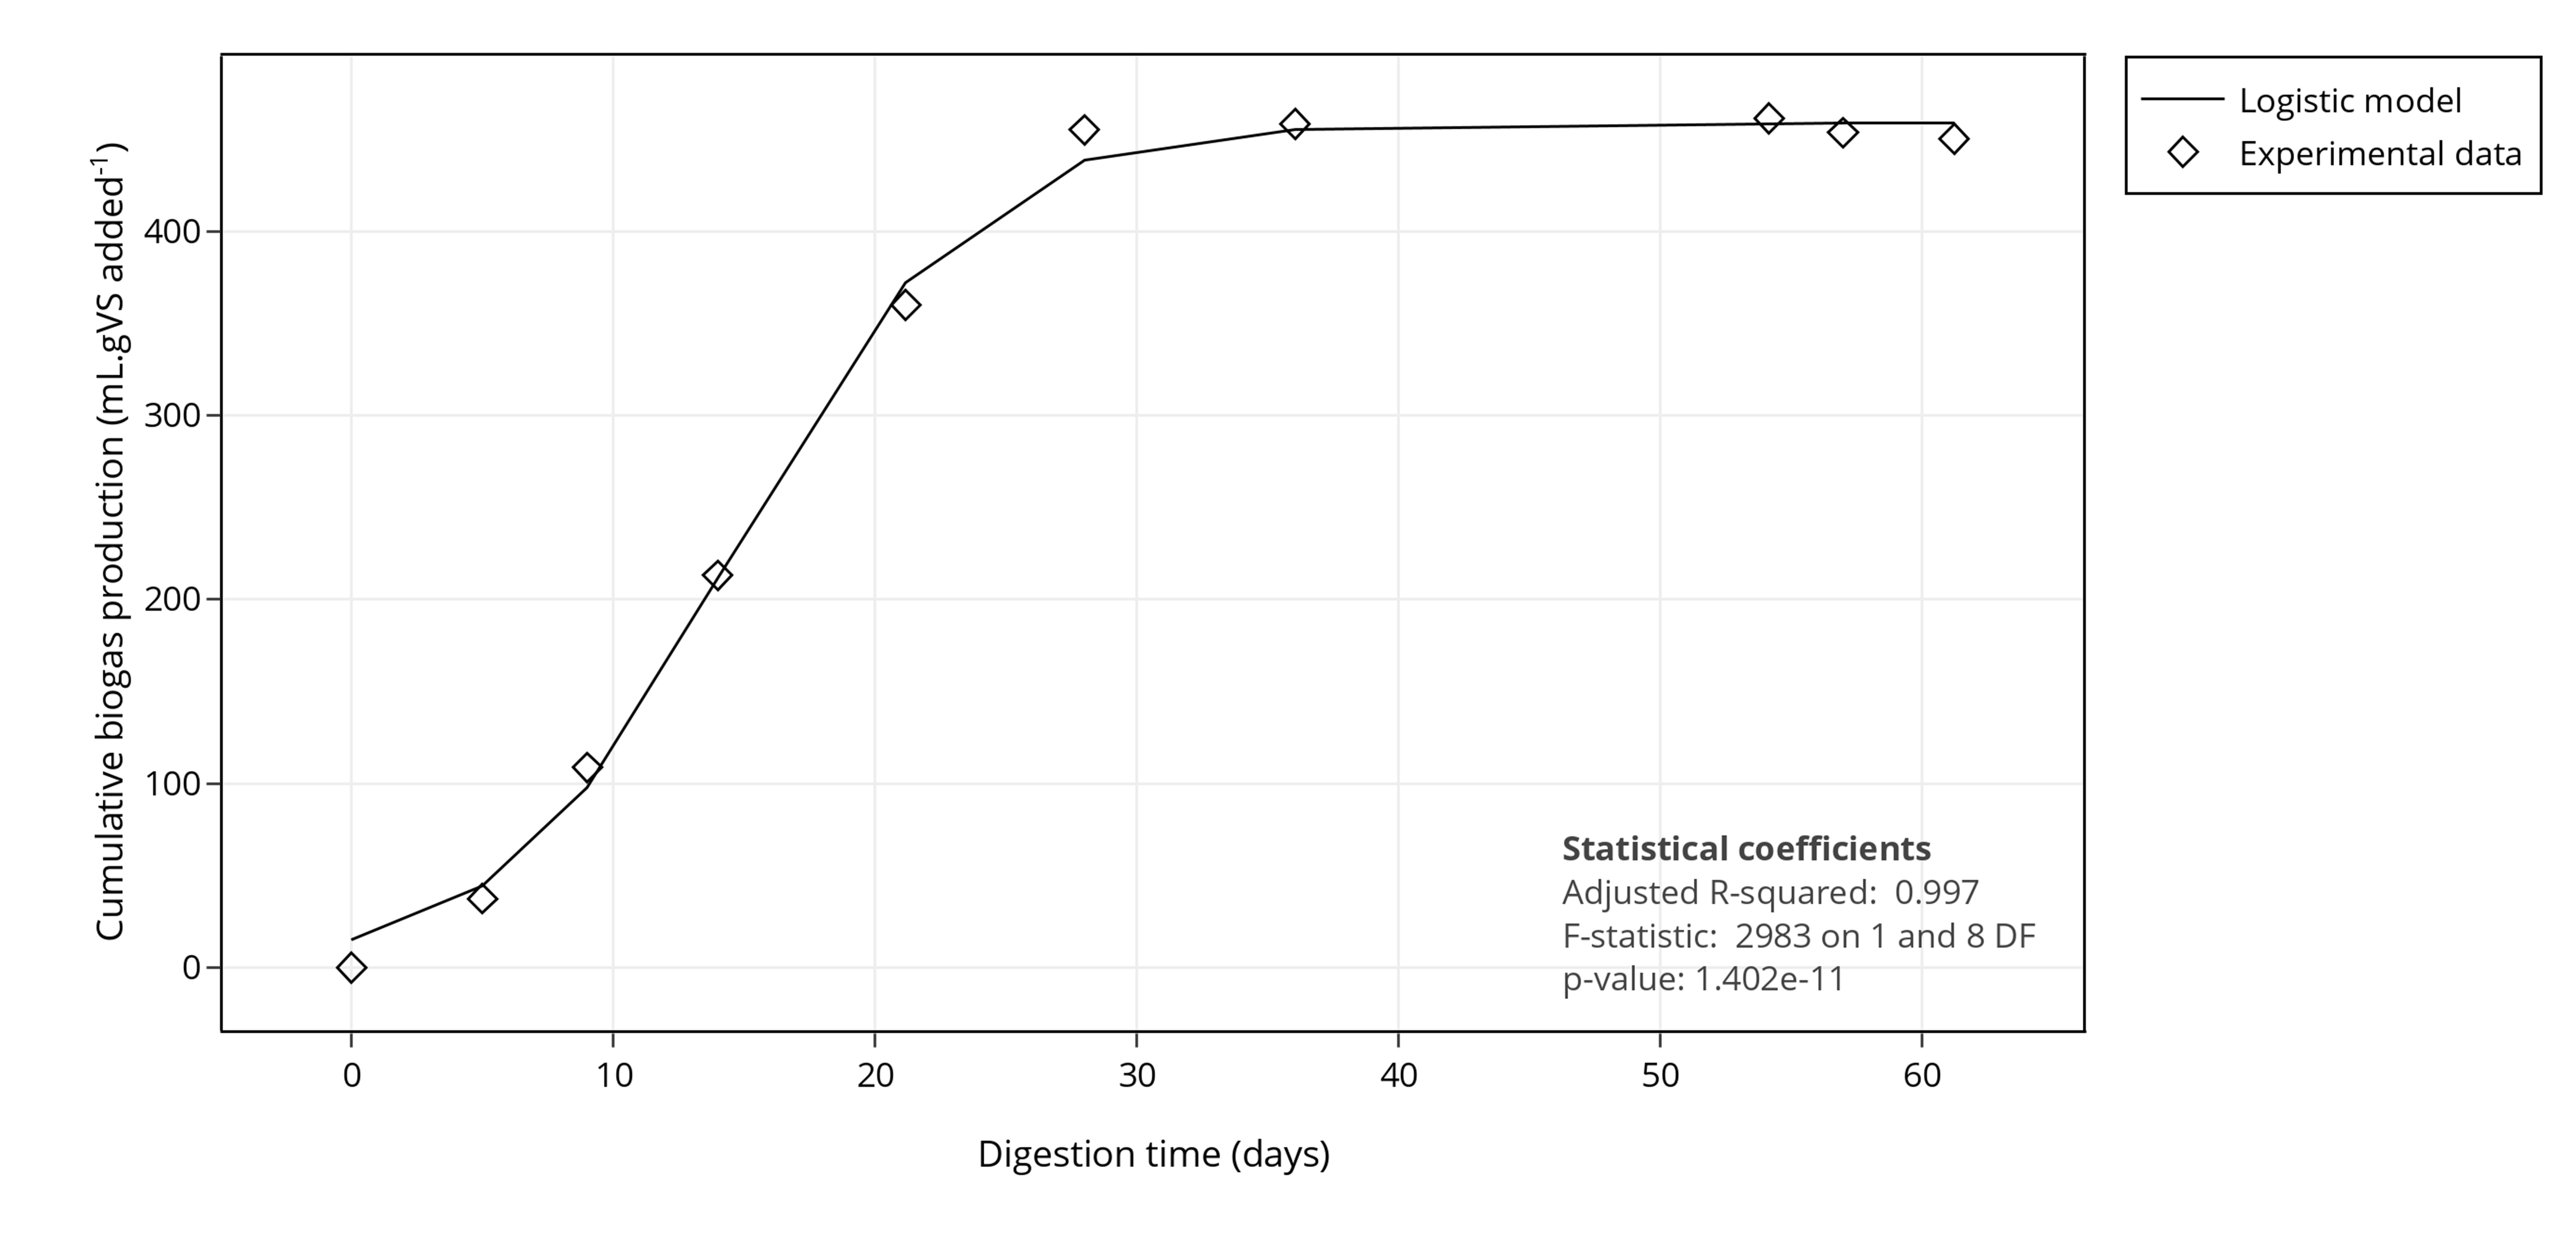 Cumulative biogas production (mL.gVS added⁻¹)
400
300
200
100
0
0 10 20 30 40 50 60
Digestion time (days)
Logistic model
Experimental data
Statistical coefficients
Adjusted R-squared: 0.997
F-statistic: 2983 on 1 and 8 DF
p-value: 1.402e-11